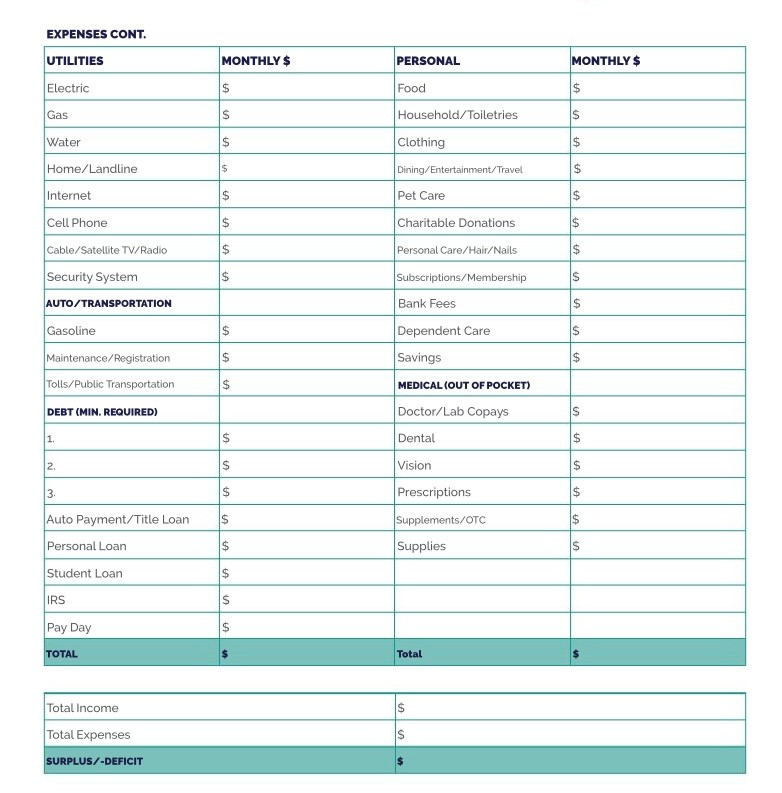 EXPENSES CONT.
UTILITIES MONTHLY $ PERSONAL MONTHLY $
Electric $ Food $
Gas $ Household/Toiletries $
Water $ Clothing $
Home/Landline $ Dining/Entertainment/Travel $
Internet $ Pet Care $
Cell Phone $ Charitable Donations $
Cable/Satellite TV/Radio $ Personal Care/Hair/Nails $
Security System $ Subscriptions/Membership $
AUTO/TRANSPORTATION Bank Fees $
Gasoline $ Dependent Care $
Maintenance/Registration $ Savings $
Tolls/Public Transportation $ MEDICAL (OUT OF POCKET)
DEBT (MIN. REQUIRED) Doctor/Lab Copays $
1. $ Dental $
2. $ Vision $
3. $ Prescriptions $
Auto Payment/Title Loan $ Supplements/OTC $
Personal Loan $ Supplies $
Student Loan $
IRS $
Pay Day $
TOTAL $ Total $
Total Income $
Total Expenses $
SURPLUS/-DEFICIT $